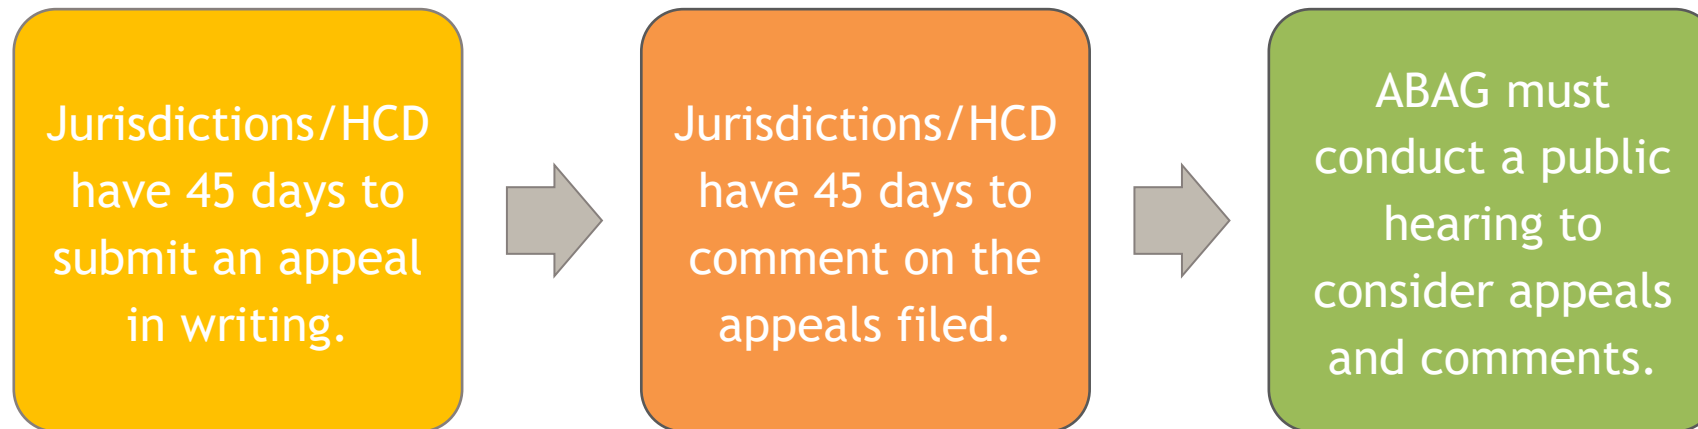 Jurisdictions/HCD
have 45 days to
submit an appeal
in writing.
Jurisdictions/HCD
have 45 days to
comment on the
appeals filed.
ABAG must
conduct a public
hearing to
consider appeals
and comments.